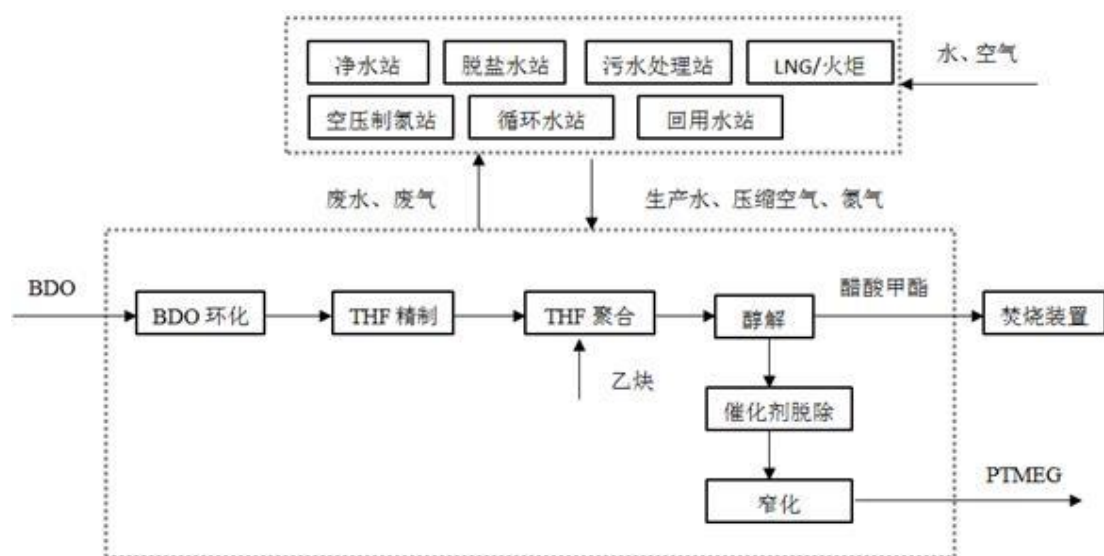 净水站 脱盐水站 污水处理站 LNG/火炬 水、空气
空压制氮站 循环水站 回用水站
废水、废气 生产水、压缩空气、氮气
BDO 醋酸甲酯
BDO 环化 THF 精制 THF 聚合 醇解 焚烧装置
乙炔
催化剂脱除
PTMEG
窄化